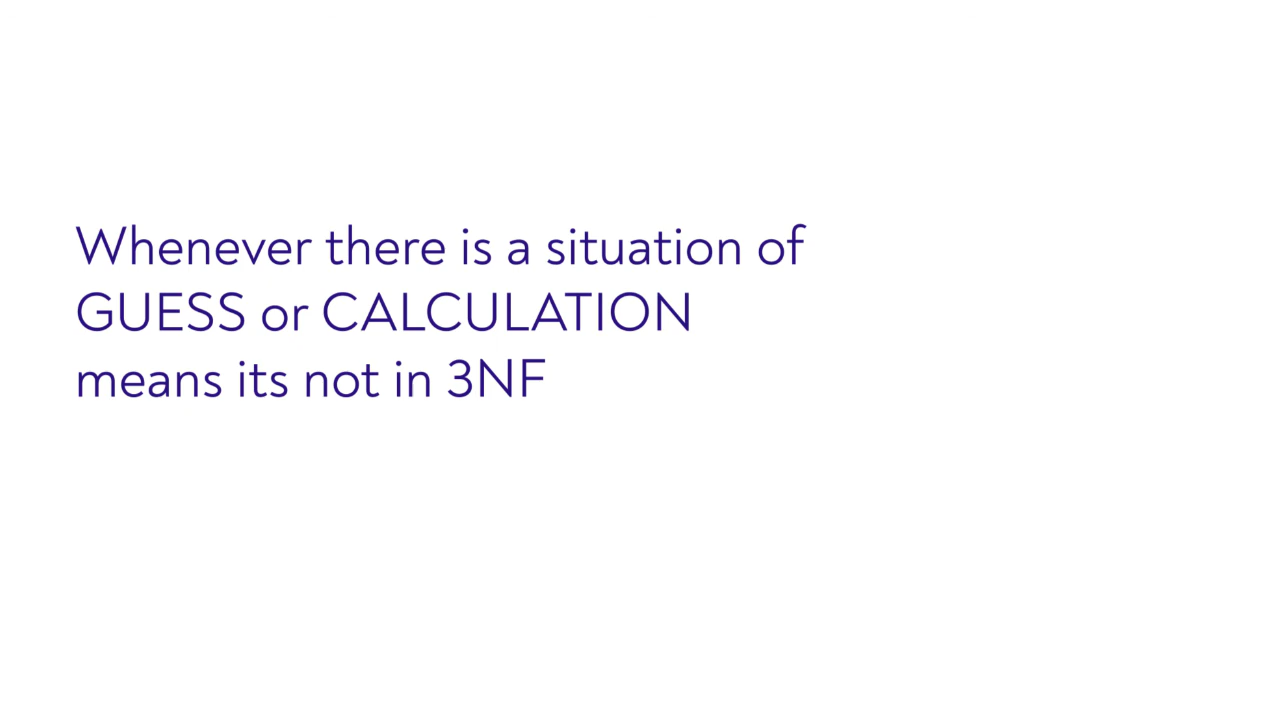 Whenever there is a situation of
GUESS or CALCULATION
means its not in 3NF